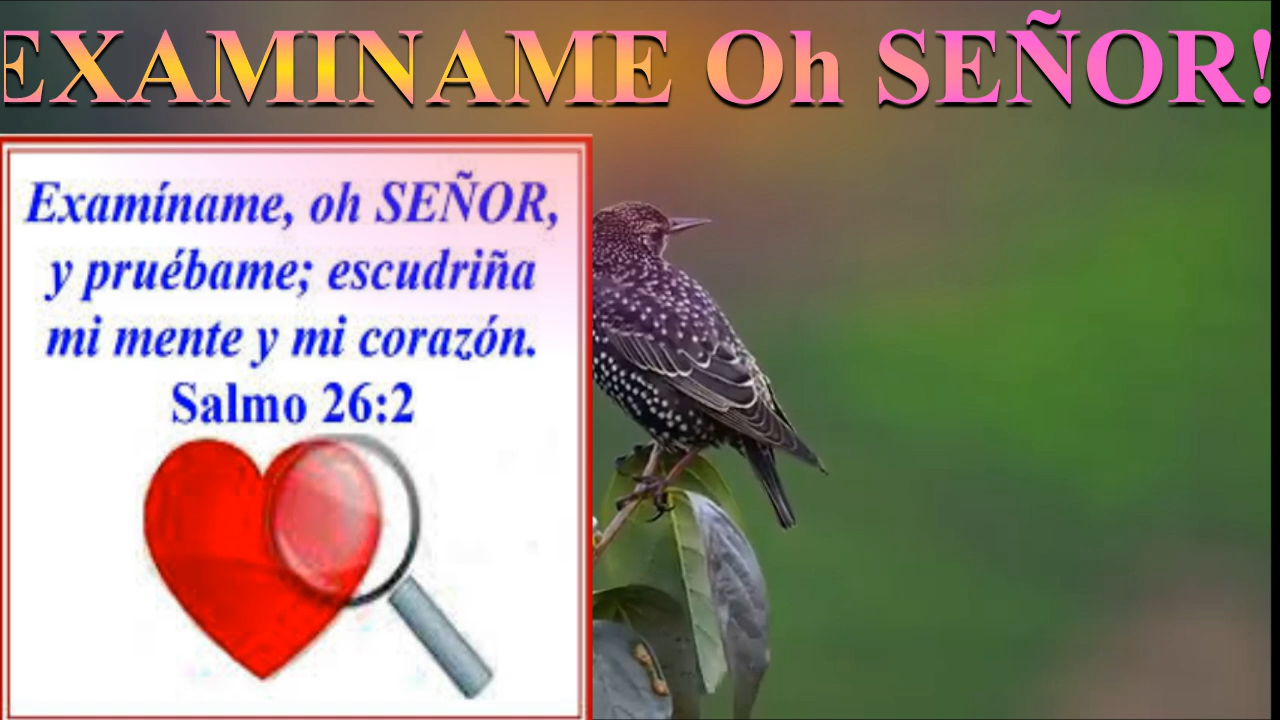 EXAMINAME Oh SEÑOR!
Examíname, oh SEÑOR,
y pruébame; escudriña
mi mente y mi corazón.
Salmo 26:2